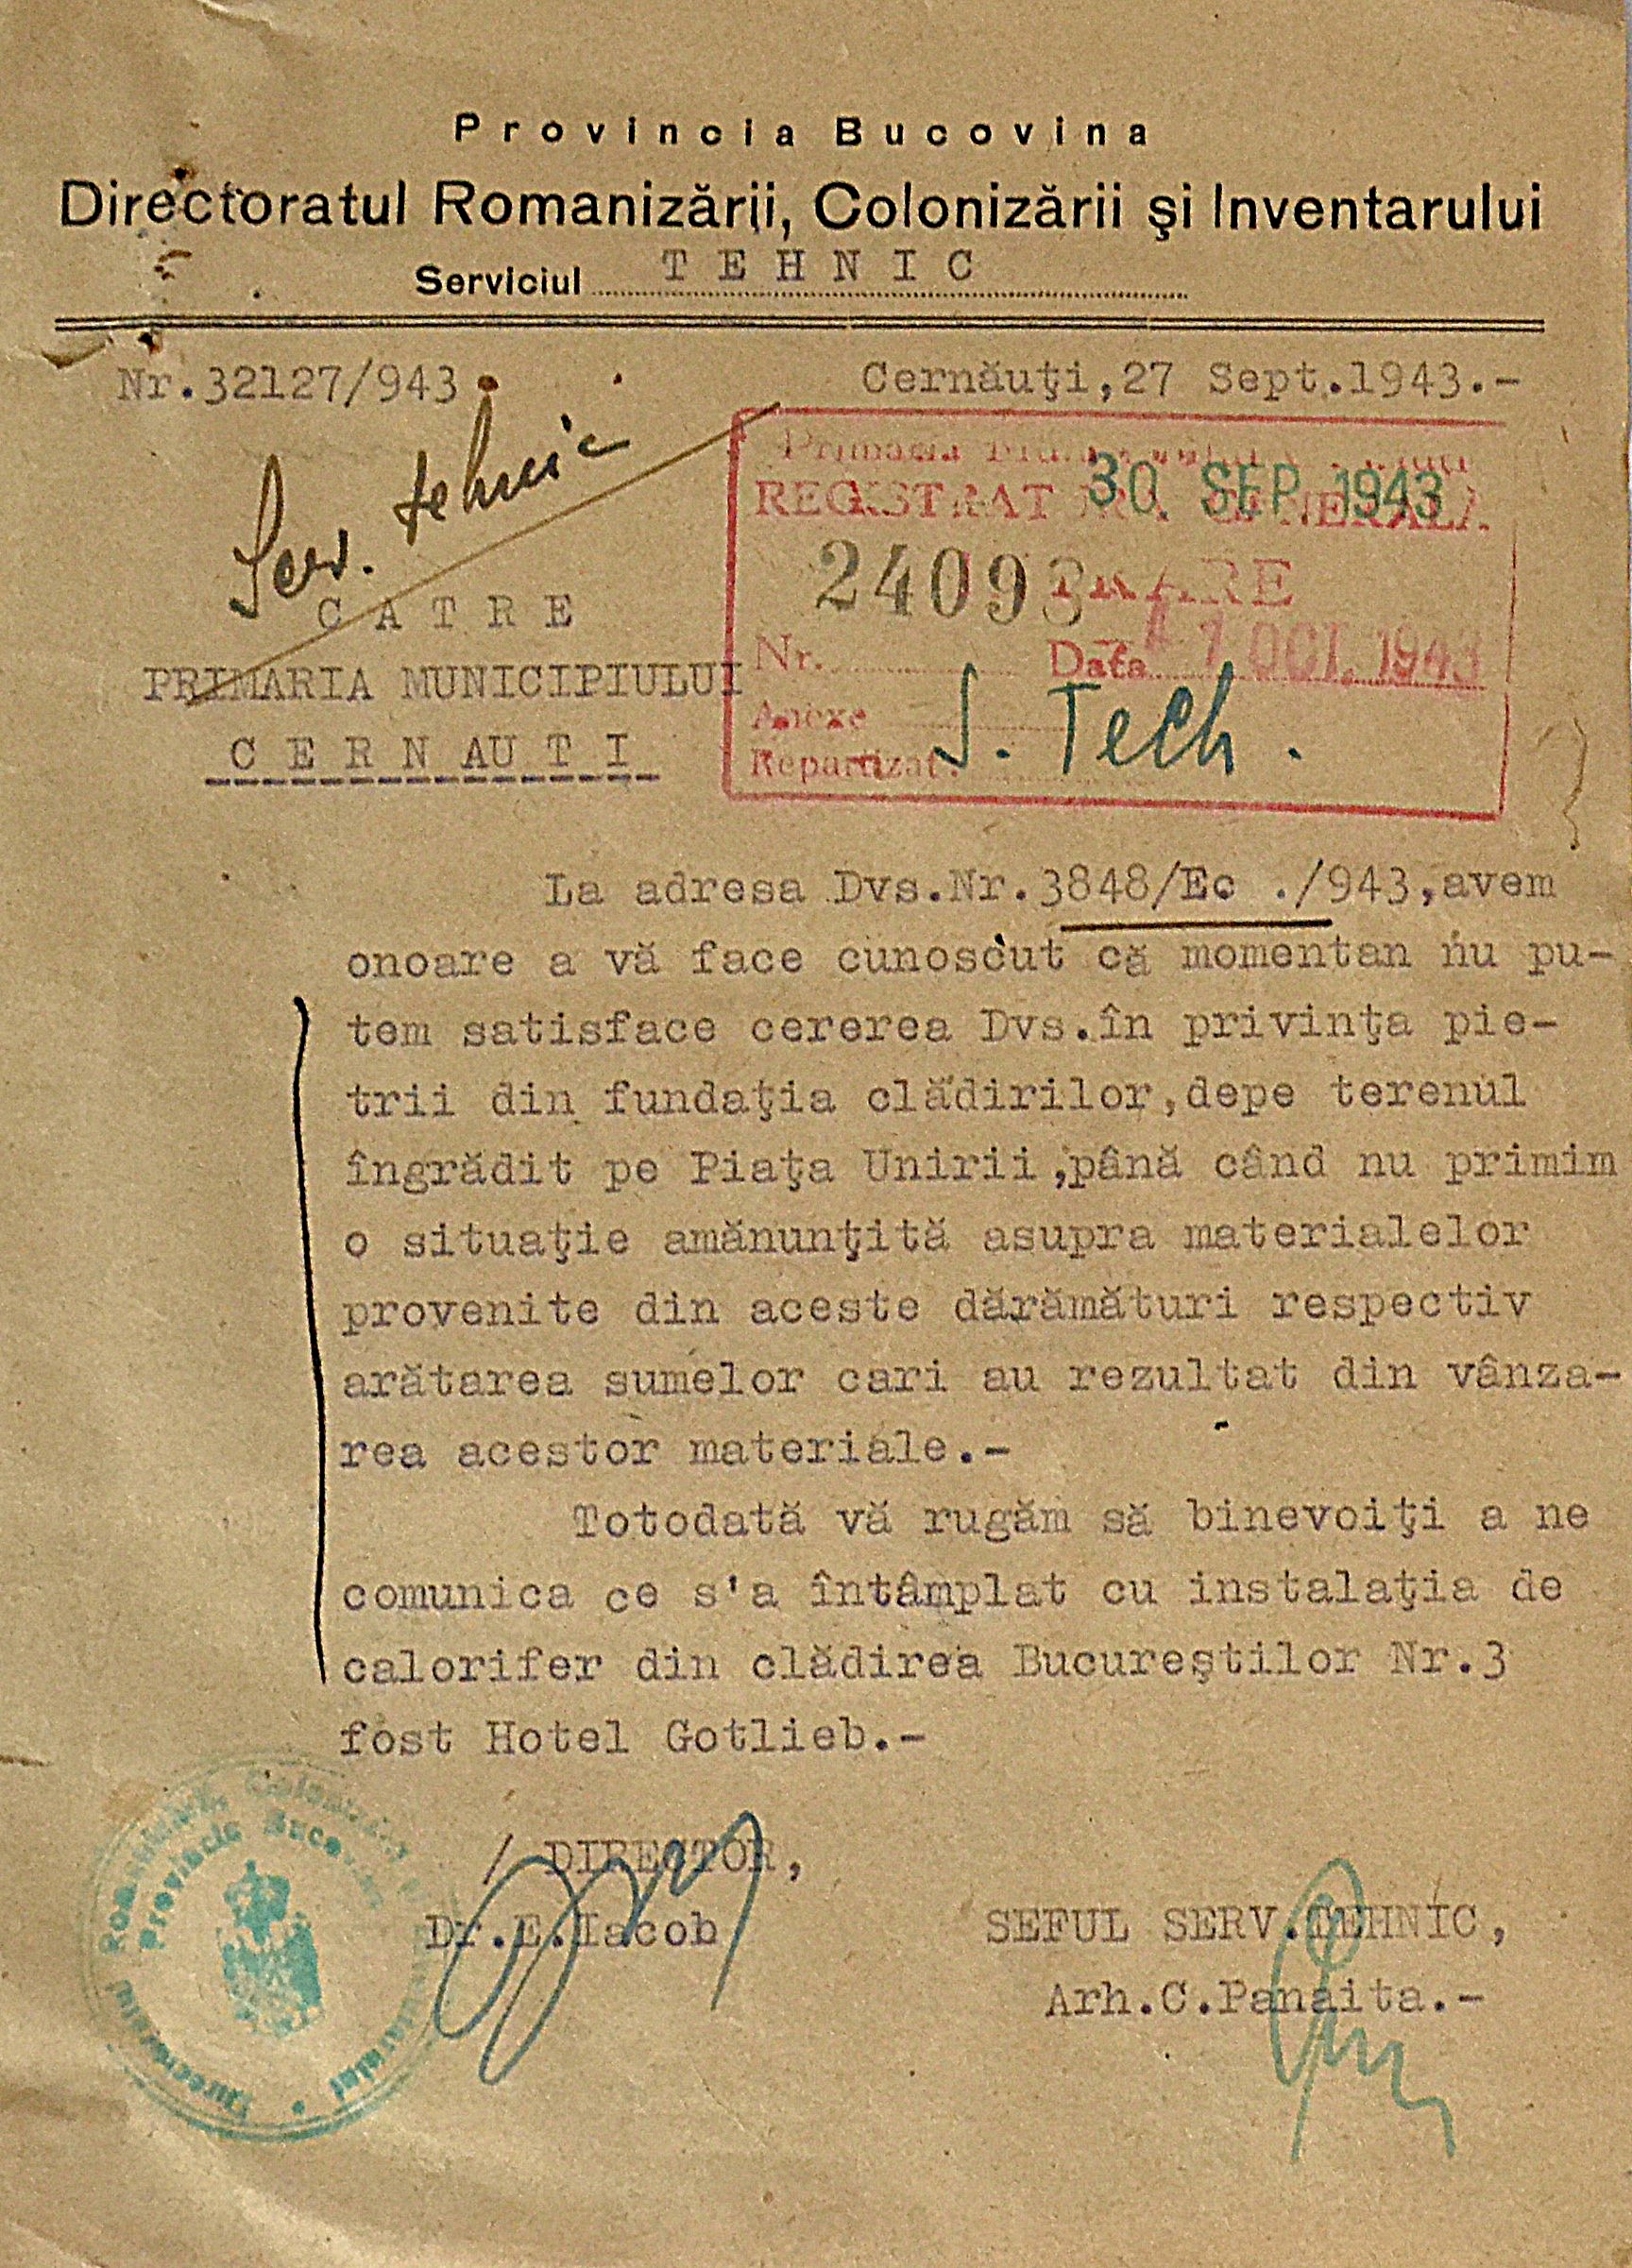 Provincia Bucovina
Directoratul Romanizării, Colonizării şi Inventarului
Serviciul TEHNIC
Nr.32127/943.
Cernăuţi,27 Sept.1943.-
Serv. tehnic
30 SEP 1943
24093
Nr. Data 1 OCT. 1943
Anexe
Repartizat: S. Tech.
CATRE
PRIMARIA MUNICIPIULUI
CERNAUTI
La adresa Dvs.Nr.3848/Ec ./943,avem
onoare a vă face cunoscut că momentan nu pu-
tem satisface cererea Dvs.în privinţa pie-
trii din fundaţia clădirilor,depe terenul
îngrădit pe Piaţa Unirii,până când nu primim
o situaţie amănunţită asupra materialelor
provenite din aceste dărămături respectiv
arătarea sumelor cari au rezultat din vânza-
rea acestor materiale.-
Totodată vă rugăm să binevoiţi a ne
comunica ce s'a întâmplat cu instalaţia de
calorifer din clădirea Bucureştilor Nr.3
fost Hotel Gotlieb.-
/ DIRECTOR,
Dr.E.Iacob
SEFUL SERV.TEHNIC,
Arh.C.Panaita.-
Provincia Bucovina